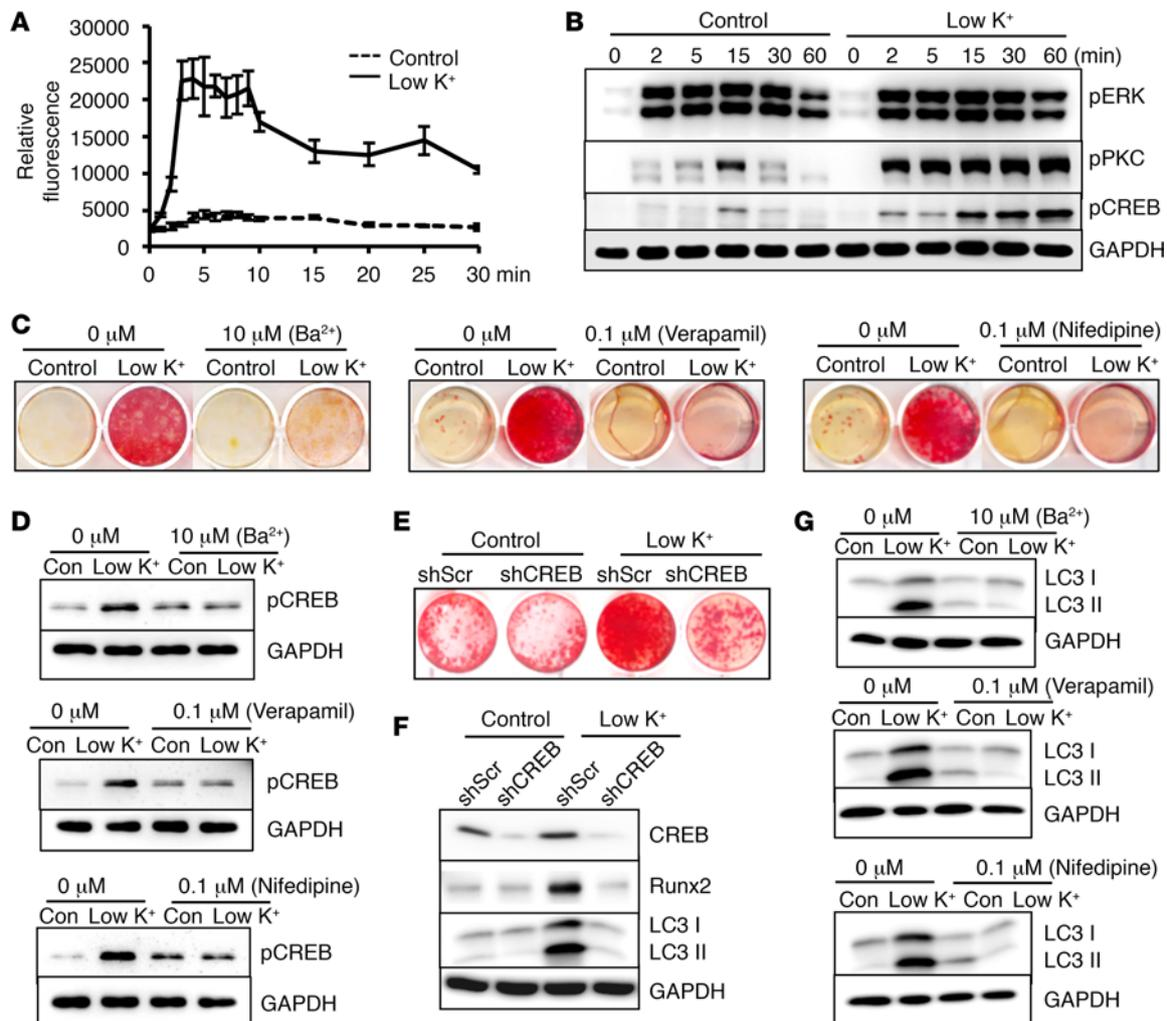 A
30000
25000
20000
15000
10000
5000
0
Relative
fluorescence
Control
Low K⁺
0 5 10 15 20 25 30 min
B
Control Low K⁺
0 2 5 15 30 60 0 2 5 15 30 60 (min)
pERK
pPKC
pCREB
GAPDH
C
0 μM 10 μM (Ba²⁺)
Control Low K⁺ Control Low K⁺
0 μM 0.1 μM (Verapamil)
Control Low K⁺ Control Low K⁺
0 μM 0.1 μM (Nifedipine)
Control Low K⁺ Control Low K⁺
D
0 μM 10 μM (Ba²⁺)
Con Low K⁺ Con Low K⁺
pCREB
GAPDH
0 μM 0.1 μM (Verapamil)
Con Low K⁺ Con Low K⁺
pCREB
GAPDH
0 μM 0.1 μM (Nifedipine)
Con Low K⁺ Con Low K⁺
pCREB
GAPDH
E
Control Low K⁺
shScr shCREB shScr shCREB
F
Control Low K⁺
shScr shCREB shScr shCREB
CREB
Runx2
LC3 I
LC3 II
GAPDH
G
0 μM 10 μM (Ba²⁺)
Con Low K⁺ Con Low K⁺
LC3 I
LC3 II
GAPDH
0 μM 0.1 μM (Verapamil)
Con Low K⁺ Con Low K⁺
LC3 I
LC3 II
GAPDH
0 μM 0.1 μM (Nifedipine)
Con Low K⁺ Con Low K⁺
LC3 I
LC3 II
GAPDH